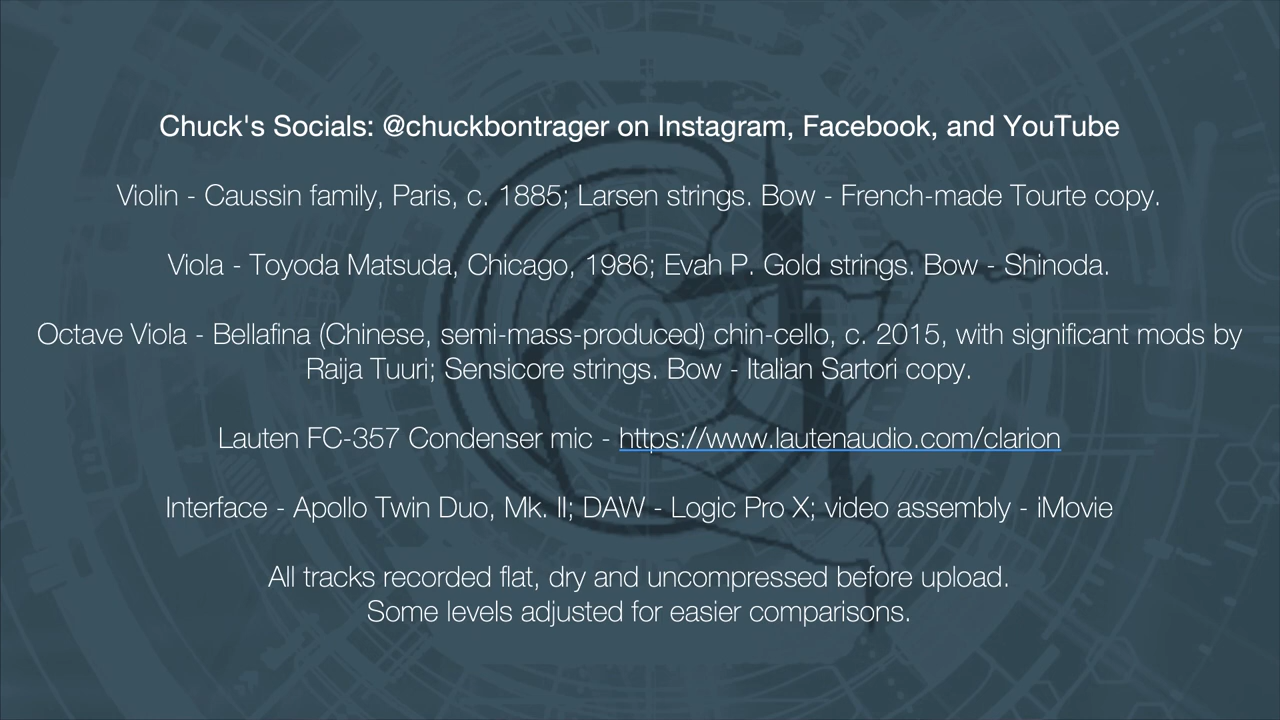 Chuck's Socials: @chuckbontrager on Instagram, Facebook, and YouTube
Violin - Caussin family, Paris, c. 1885; Larsen strings. Bow - French-made Tourte copy.
Viola - Toyoda Matsuda, Chicago, 1986; Evah P. Gold strings. Bow - Shinoda.
Octave Viola - Bellafina (Chinese, semi-mass-produced) chin-cello, c. 2015, with significant mods by
Raija Tuuri; Sensicore strings. Bow - Italian Sartori copy.
Lauten FC-357 Condenser mic - https://www.lautenaudio.com/clarion
Interface - Apollo Twin Duo, Mk. II; DAW - Logic Pro X; video assembly - iMovie
All tracks recorded flat, dry and uncompressed before upload.
Some levels adjusted for easier comparisons.